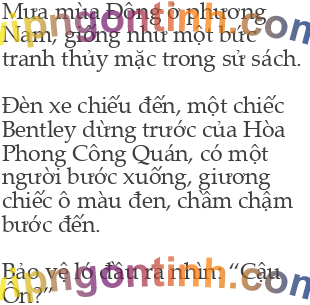 Mưa mùa Đông ở phương
Nam, giống như một bức
tranh thủy mặc trong sử sách.
Đèn xe chiếu đến, một chiếc
Bentley dừng trước cửa Hòa
Phong Công Quán, có một
người bước xuống, giương
chiếc ô màu đen, chầm chậm
bước đến.
Bảo vệ ló đầu ra nhìn: “Cậu
Ôn?”